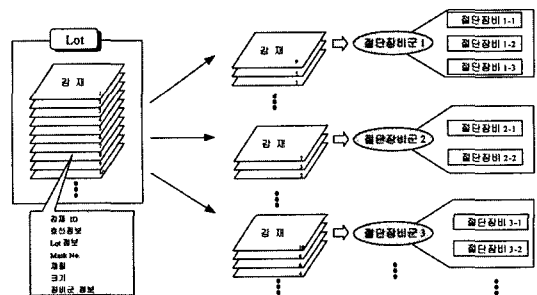 Lot
강 재
강재 ID
호선정보
Lot 정보
Mark No.
재질
크기
장비군 정보
강 재
절단장비군 1
절단장비 1-1
절단장비 1-2
절단장비 1-3
강 재
절단장비군 2
절단장비 2-1
절단장비 2-2
강 재
절단장비군 3
절단장비 3-1
절단장비 3-2